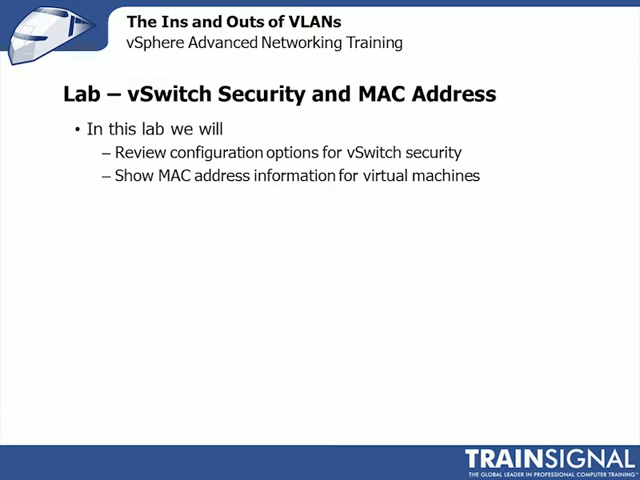 The Ins and Outs of VLANs
vSphere Advanced Networking Training
Lab – vSwitch Security and MAC Address
• In this lab we will
– Review configuration options for vSwitch security
– Show MAC address information for virtual machines
TRAINSIGNAL
THE GLOBAL LEADER IN PROFESSIONAL COMPUTER TRAINING